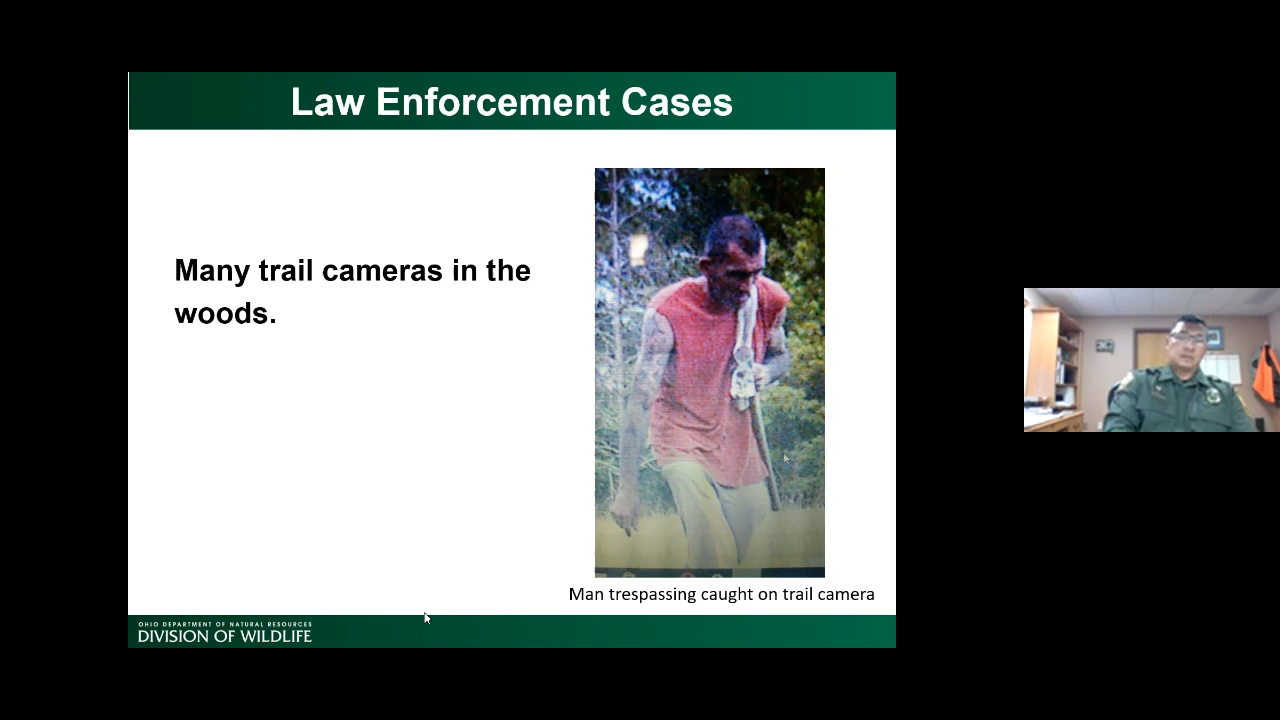 Law Enforcement Cases
Many trail cameras in the
woods.
Man trespassing caught on trail camera
OHIO DEPARTMENT OF NATURAL RESOURCES
DIVISION OF WILDLIFE